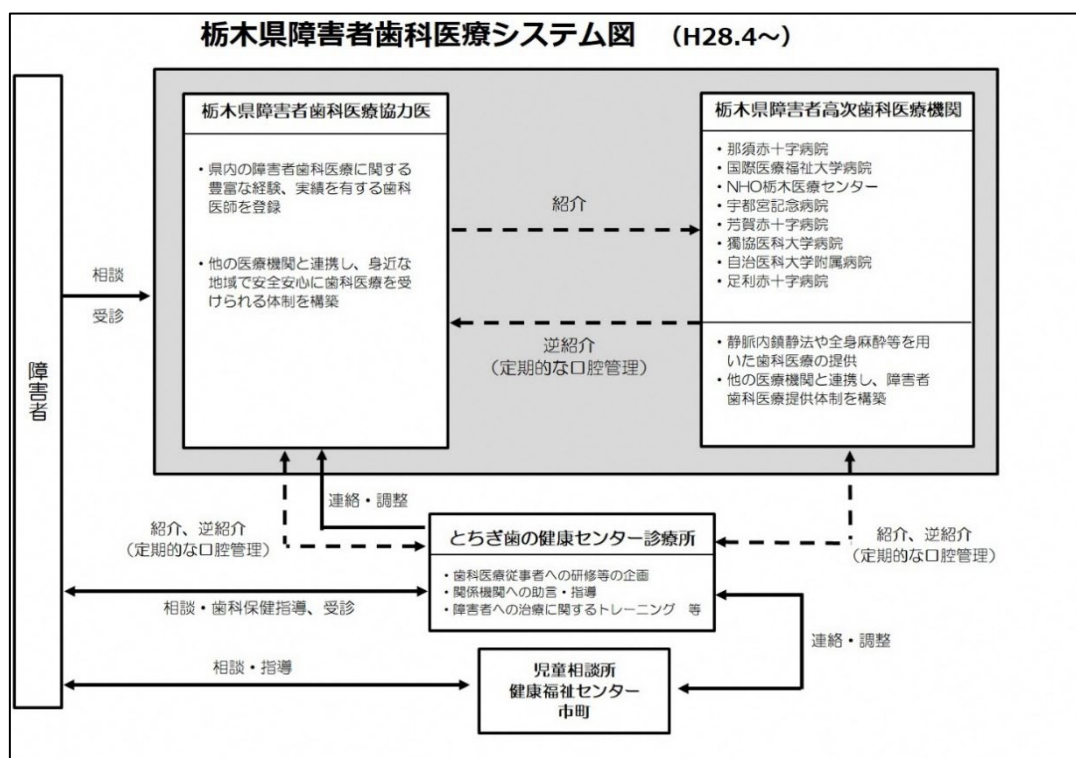 栃木県障害者歯科医療システム図 （H28.4～）
栃木県障害者歯科医療協力医
・県内の障害者歯科医療に関する
豊富な経験、実績を有する歯科
医師を登録
・他の医療機関と連携し、身近な
地域で安全安心に歯科医療を受
けられる体制を構築
紹介
逆紹介
（定期的な口腔管理）
栃木県障害者高次歯科医療機関
・那須赤十字病院
・国際医療福祉大学病院
・NHO栃木医療センター
・宇都宮記念病院
・芳賀赤十字病院
・獨協医科大学病院
・自治医科大学附属病院
・足利赤十字病院
・静脈内鎮静法や全身麻酔等を用
いた歯科医療の提供
・他の医療機関と連携し、障害者
歯科医療提供体制を構築
相談
受診
障害者
連絡・調整
紹介、逆紹介
（定期的な口腔管理）
とちぎ歯の健康センター診療所
・歯科医療従事者への研修等の企画
・関係機関への助言・指導
・障害者への治療に関するトレーニング 等
紹介、逆紹介
（定期的な口腔管理）
相談・歯科保健指導、受診
連絡・調整
相談・指導
児童相談所
健康福祉センター
市町